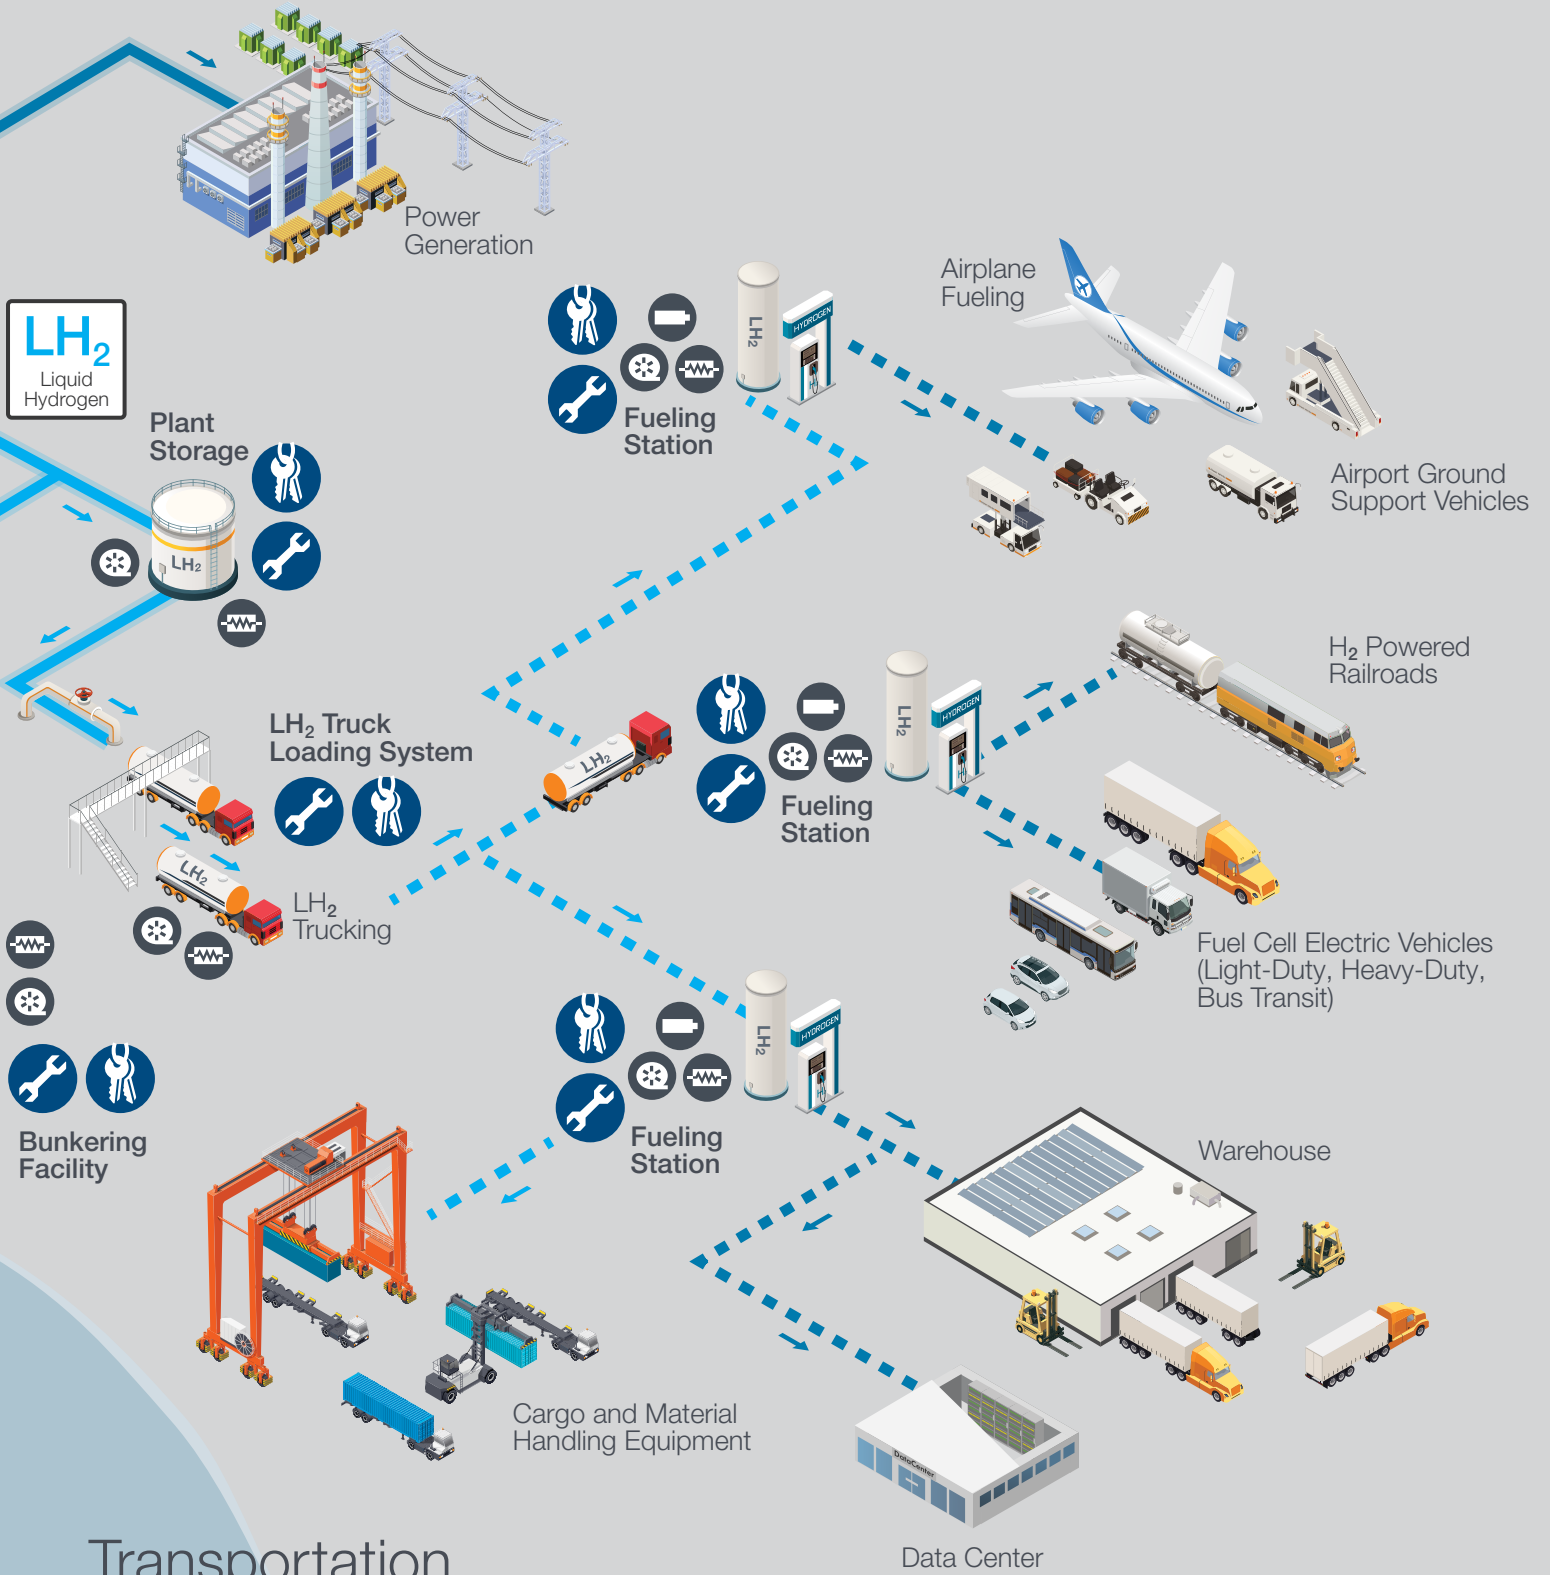 Power
Generation
LH₂
Liquid
Hydrogen
Airplane
Fueling
LH₂
HYDROGEN
Fueling
Station
Plant
Storage
LH₂
Airport Ground
Support Vehicles
H₂ Powered
Railroads
LH₂
HYDROGEN
Fueling
Station
LH₂ Truck
Loading System
LH₂
LH₂
LH₂
Trucking
Fuel Cell Electric Vehicles
(Light-Duty, Heavy-Duty,
Bus Transit)
LH₂
HYDROGEN
Fueling
Station
Bunkering
Facility
Warehouse
Cargo and Material
Handling Equipment
DataCenter
Data Center
Transportation